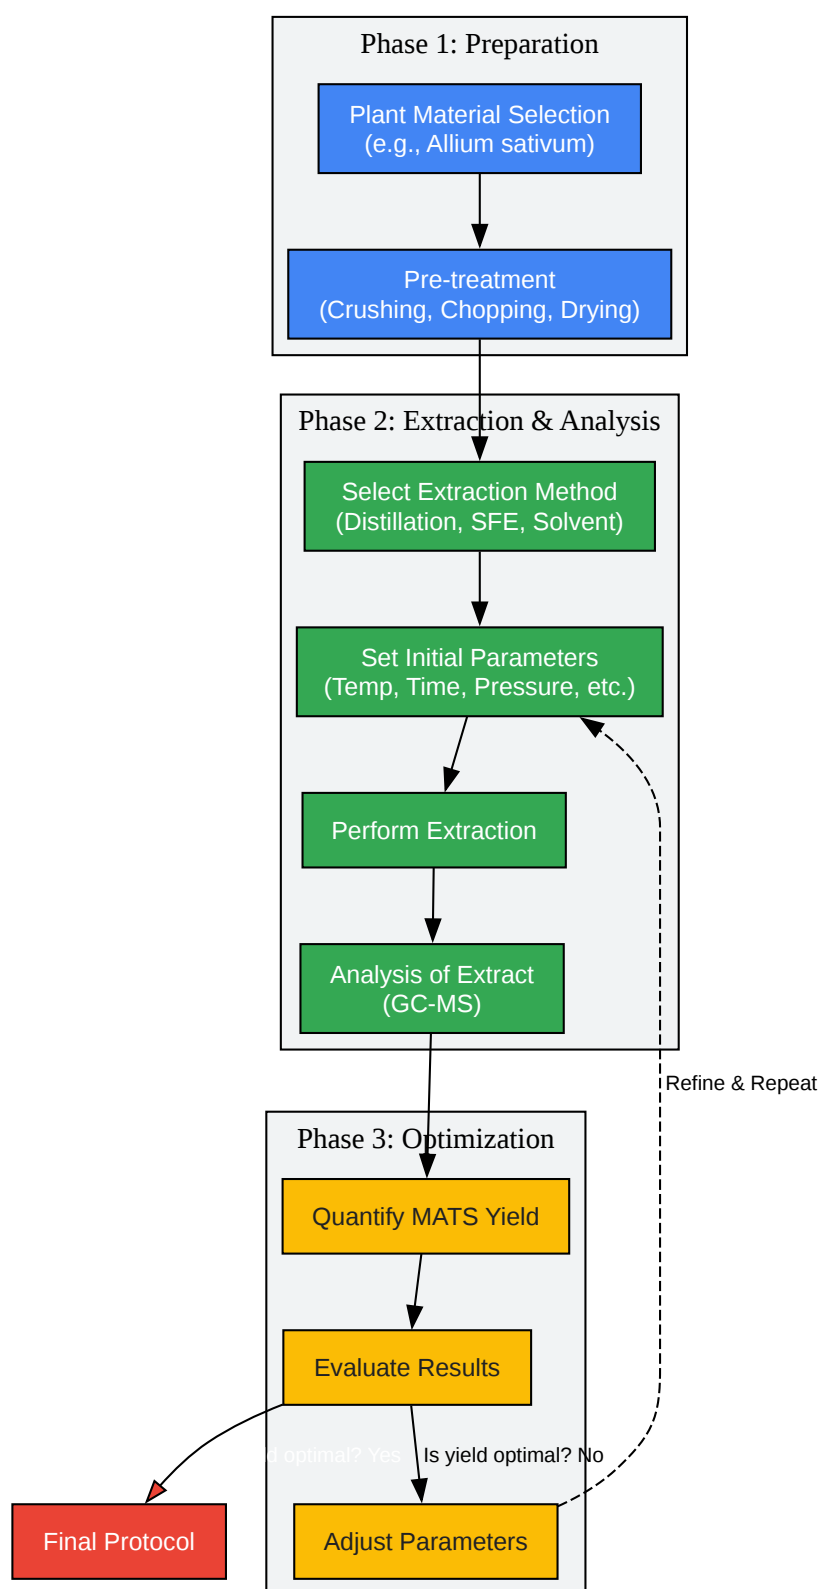 Phase 1: Preparation
Plant Material Selection
(e.g., Allium sativum)
Pre-treatment
(Crushing, Chopping, Drying)
Phase 2: Extraction & Analysis
Select Extraction Method
(Distillation, SFE, Solvent)
Set Initial Parameters
(Temp, Time, Pressure, etc.)
Perform Extraction
Analysis of Extract
(GC-MS)
Refine & Repeat
Phase 3: Optimization
Quantify MATS Yield
Evaluate Results
optimal? Yes
Is yield optimal? No
Final Protocol
Adjust Parameters